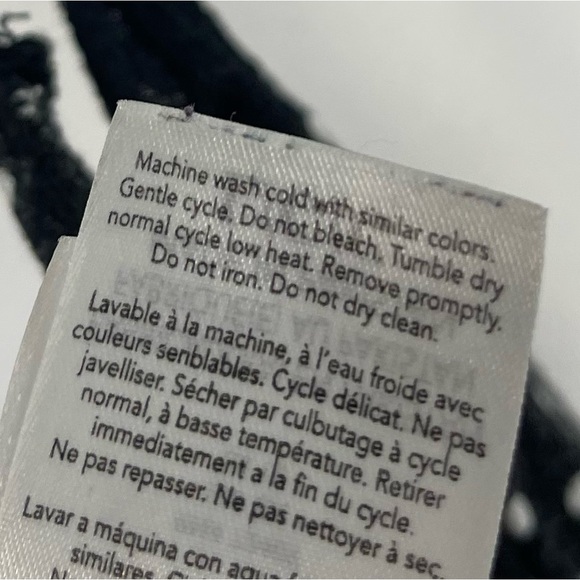 Machine wash cold with similar colors.
Gentle cycle. Do not bleach. Tumble dry
normal cycle low heat. Remove promptly.
Do not iron. Do not dry clean.
Lavable à la machine, à l'eau froide avec
couleurs senblables. Cycle délicat. Ne pas
javelliser. Sécher par culbutage à cycle
normal, à basse température. Retirer
immediatement a la fin du cycle.
Ne pas repasser. Ne pas nettoyer à sec.
Lavar a máquina con agua
similares.